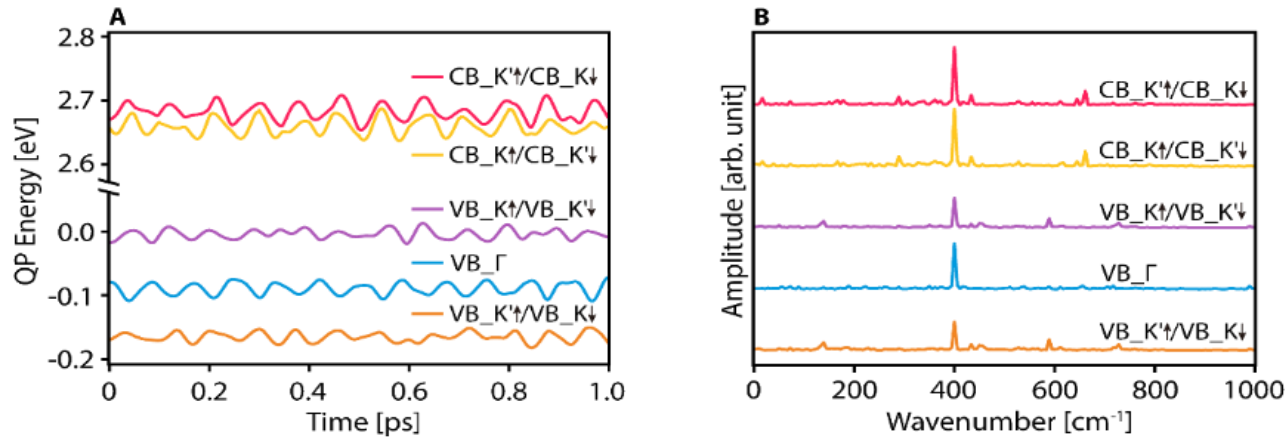 A
QP Energy [eV]
2.8
2.7
2.6
0.0
-0.1
-0.2
CB_K'↑/CB_K↓
CB_K↑/CB_K'↓
VB_K↑/VB_K'↓
VB_Γ
VB_K'↑/VB_K↓
0
0.2
0.4
0.6
0.8
1.0
Time [ps]
B
Amplitude [arb. unit]
CB_K'↑/CB_K↓
CB_K↑/CB_K'↓
VB_K↑/VB_K'↓
VB_Γ
VB_K'↑/VB_K↓
0
200
400
600
800
1000
Wavenumber [cm⁻¹]